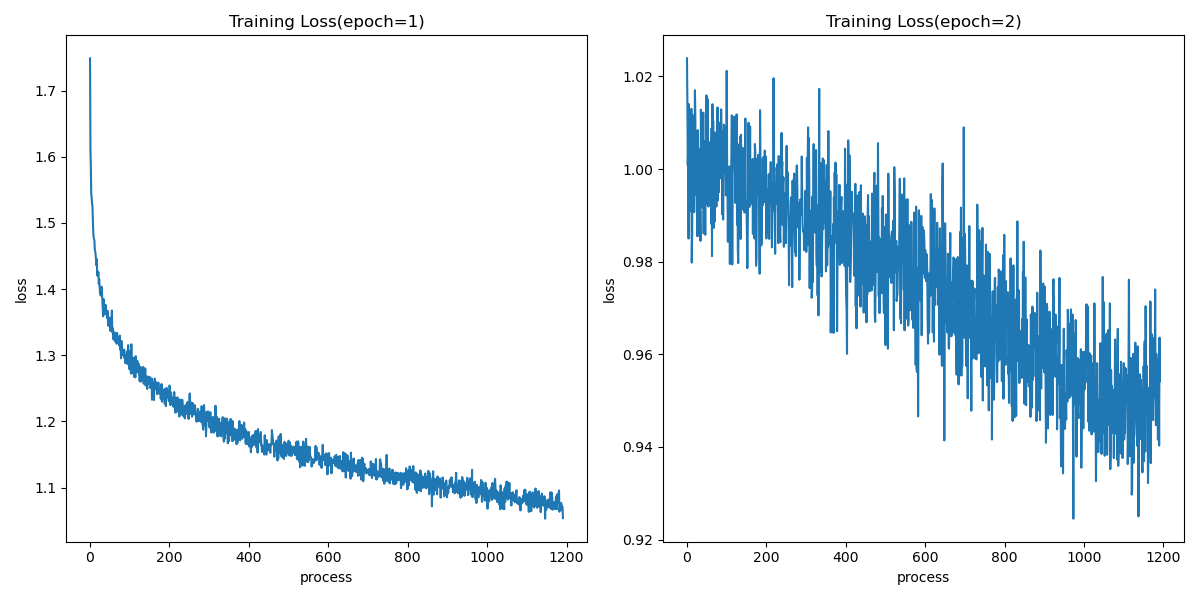 Training Loss(epoch=1)
loss
1.7
1.6
1.5
1.4
1.3
1.2
1.1
0 200 400 600 800 1000 1200
process
Training Loss(epoch=2)
loss
1.02
1.00
0.98
0.96
0.94
0.92
0 200 400 600 800 1000 1200
process